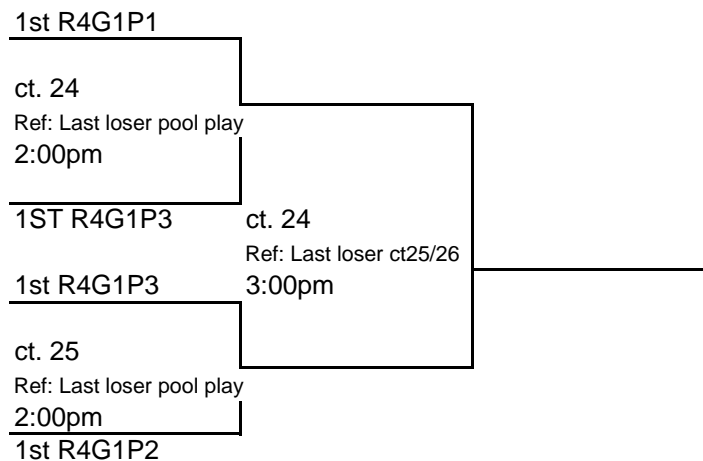 1st R4G1P1
ct. 24
Ref: Last loser pool play
2:00pm
1ST R4G1P3
ct. 24
Ref: Last loser ct25/26
3:00pm
1st R4G1P3
ct. 25
Ref: Last loser pool play
2:00pm
1st R4G1P2